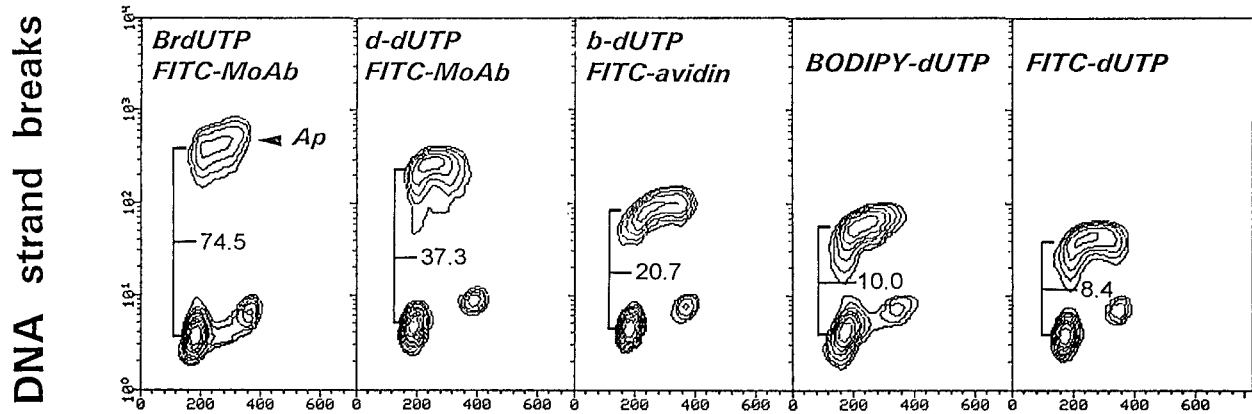 DNA strand breaks
10⁴
10³
10²
10¹
10⁰
BrdUTP
FITC-MoAb
Ap
74.5
0 200 400 600
d-dUTP
FITC-MoAb
37.3
0 200 400 600
b-dUTP
FITC-avidin
20.7
0 200 400 600
BODIPY-dUTP
10.0
0 200 400 600
FITC-dUTP
8.4
0 200 400 600